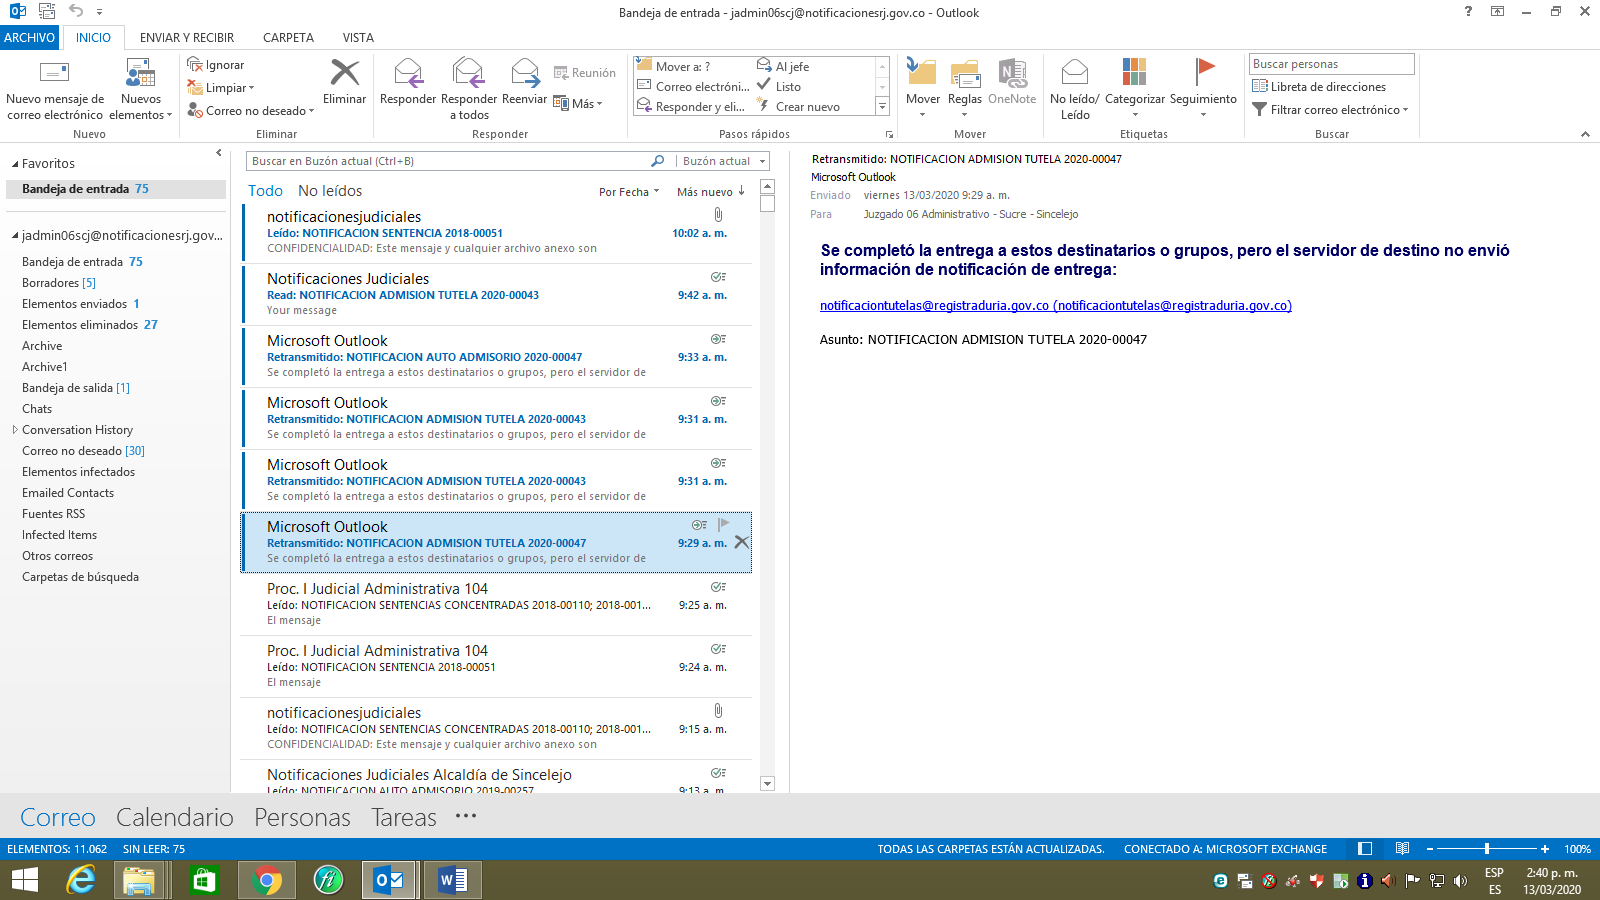 Bandeja de entrada - jadmin06scj@notificacionesrj.gov.co - Outlook
ARCHIVO INICIO ENVIAR Y RECIBIR CARPETA VISTA
Nuevo mensaje de correo electrónico
Nuevos elementos
Nuevo
Ignorar
Limpiar
Correo no deseado
Eliminar
Eliminar
Responder
Responder a todos
Reenviar
Reunión
Más
Responder
Mover a: ?
Correo electróni...
Responder y eli...
Al jefe
Listo
Crear nuevo
Pasos rápidos
Mover
Reglas
OneNote
Mover
No leído/ Leído
Categorizar
Seguimiento
Etiquetas
Buscar personas
Libreta de direcciones
Filtrar correo electrónico
Buscar
Favoritos
Bandeja de entrada 75
jadmin06scj@notificacionesrj.gov...
Bandeja de entrada 75
Borradores [5]
Elementos enviados 1
Elementos eliminados 27
Archive
Archive1
Bandeja de salida [1]
Chats
Conversation History
Correo no deseado [30]
Elementos infectados
Emailed Contacts
Fuentes RSS
Infected Items
Otros correos
Carpetas de búsqueda
Buscar en Buzón actual (Ctrl+B)
Buzón actual
Todo No leídos
Por Fecha Más nuevo
notificacionesjudiciales
Leído: NOTIFICACION SENTENCIA 2018-00051 10:02 a. m.
CONFIDENCIALIDAD: Este mensaje y cualquier archivo anexo son
Notificaciones Judiciales
Read: NOTIFICACION ADMISION TUTELA 2020-00043 9:42 a. m.
Your message
Microsoft Outlook
Retransmitido: NOTIFICACION AUTO ADMISORIO 2020-00047 9:33 a. m.
Se completó la entrega a estos destinatarios o grupos, pero el servidor de
Microsoft Outlook
Retransmitido: NOTIFICACION ADMISION TUTELA 2020-00043 9:31 a. m.
Se completó la entrega a estos destinatarios o grupos, pero el servidor de
Microsoft Outlook
Retransmitido: NOTIFICACION ADMISION TUTELA 2020-00043 9:31 a. m.
Se completó la entrega a estos destinatarios o grupos, pero el servidor de
Microsoft Outlook
Retransmitido: NOTIFICACION ADMISION TUTELA 2020-00047 9:29 a. m.
Se completó la entrega a estos destinatarios o grupos, pero el servidor de
Proc. I Judicial Administrativa 104
Leído: NOTIFICACION SENTENCIAS CONCENTRADAS 2018-00110; 2018-001... 9:25 a. m.
El mensaje
Proc. I Judicial Administrativa 104
Leído: NOTIFICACION SENTENCIA 2018-00051 9:24 a. m.
El mensaje
notificacionesjudiciales
Leído: NOTIFICACION SENTENCIAS CONCENTRADAS 2018-00110; 2018-001... 9:15 a. m.
CONFIDENCIALIDAD: Este mensaje y cualquier archivo anexo son
Notificaciones Judiciales Alcaldía de Sincelejo
Leído: NOTIFICACION AUTO ADMISORIO 2019-00257 9:13 a. m.
Retransmitido: NOTIFICACION ADMISION TUTELA 2020-00047
Microsoft Outlook
Enviado viernes 13/03/2020 9:29 a. m.
Para Juzgado 06 Administrativo - Sucre - Sincelejo
Se completó la entrega a estos destinatarios o grupos, pero el servidor de destino no envió
información de notificación de entrega:
notificaciontutelas@registraduria.gov.co (notificaciontutelas@registraduria.gov.co)
Asunto: NOTIFICACION ADMISION TUTELA 2020-00047
Correo Calendario Personas Tareas ···
ELEMENTOS: 11.062 SIN LEER: 75 TODAS LAS CARPETAS ESTÁN ACTUALIZADAS. CONECTADO A: MICROSOFT EXCHANGE 100%
ESP 2:40 p. m.
ES 13/03/2020